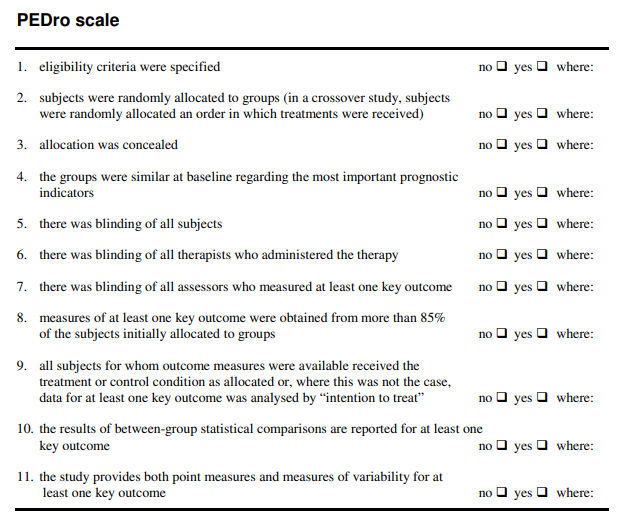 PEDro scale
1. eligibility criteria were specified no ❑ yes ❑ where:
2. subjects were randomly allocated to groups (in a crossover study, subjects
were randomly allocated an order in which treatments were received) no ❑ yes ❑ where:
3. allocation was concealed no ❑ yes ❑ where:
4. the groups were similar at baseline regarding the most important prognostic
indicators no ❑ yes ❑ where:
5. there was blinding of all subjects no ❑ yes ❑ where:
6. there was blinding of all therapists who administered the therapy no ❑ yes ❑ where:
7. there was blinding of all assessors who measured at least one key outcome no ❑ yes ❑ where:
8. measures of at least one key outcome were obtained from more than 85%
of the subjects initially allocated to groups no ❑ yes ❑ where:
9. all subjects for whom outcome measures were available received the
treatment or control condition as allocated or, where this was not the case,
data for at least one key outcome was analysed by “intention to treat” no ❑ yes ❑ where:
10. the results of between-group statistical comparisons are reported for at least one
key outcome no ❑ yes ❑ where:
11. the study provides both point measures and measures of variability for at
least one key outcome no ❑ yes ❑ where: